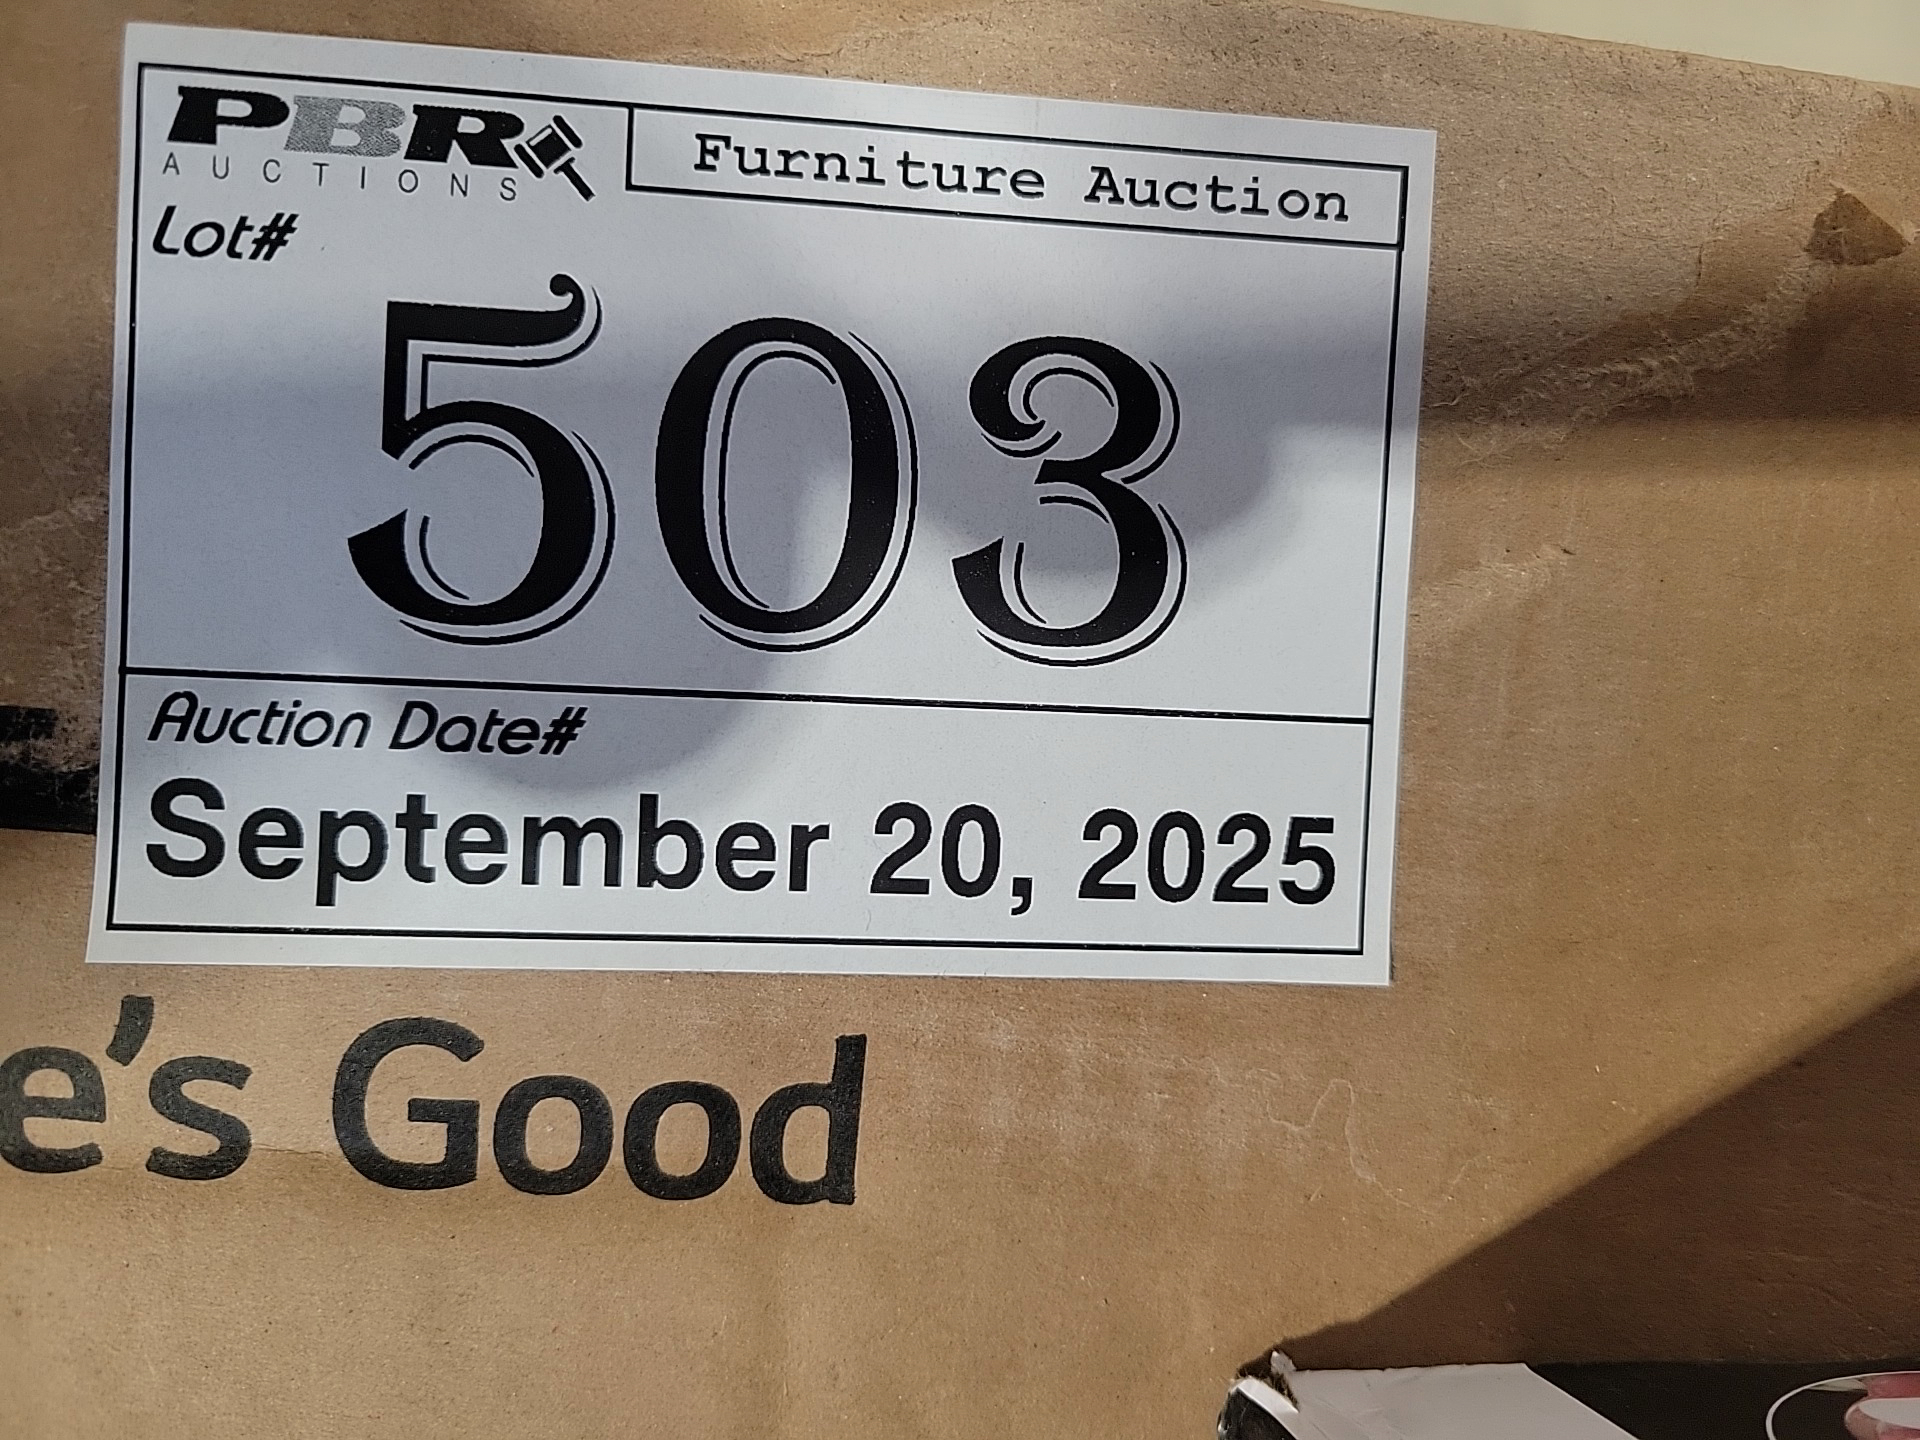 PBR
AUCTIONS
Furniture Auction
Lot#
503
Auction Date#
September 20, 2025
e's Good